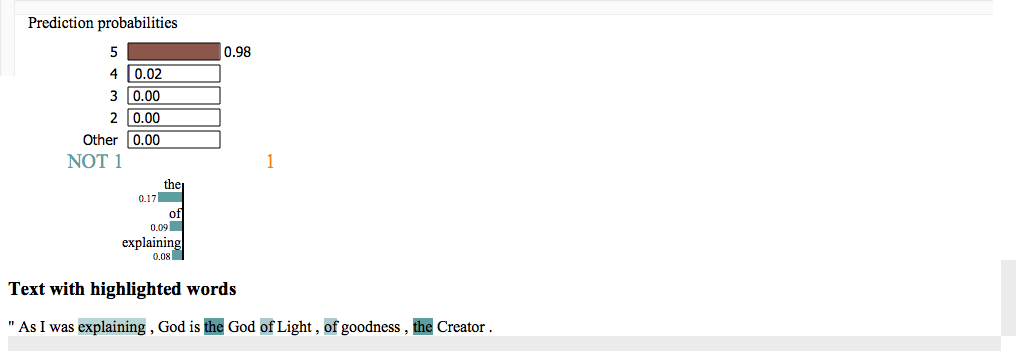 Prediction probabilities
5 0.98
4 0.02
3 0.00
2 0.00
Other 0.00
NOT 1 1
the
0.17
of
0.09
explaining
0.08
Text with highlighted words
" As I was explaining , God is the God of Light , of goodness , the Creator .